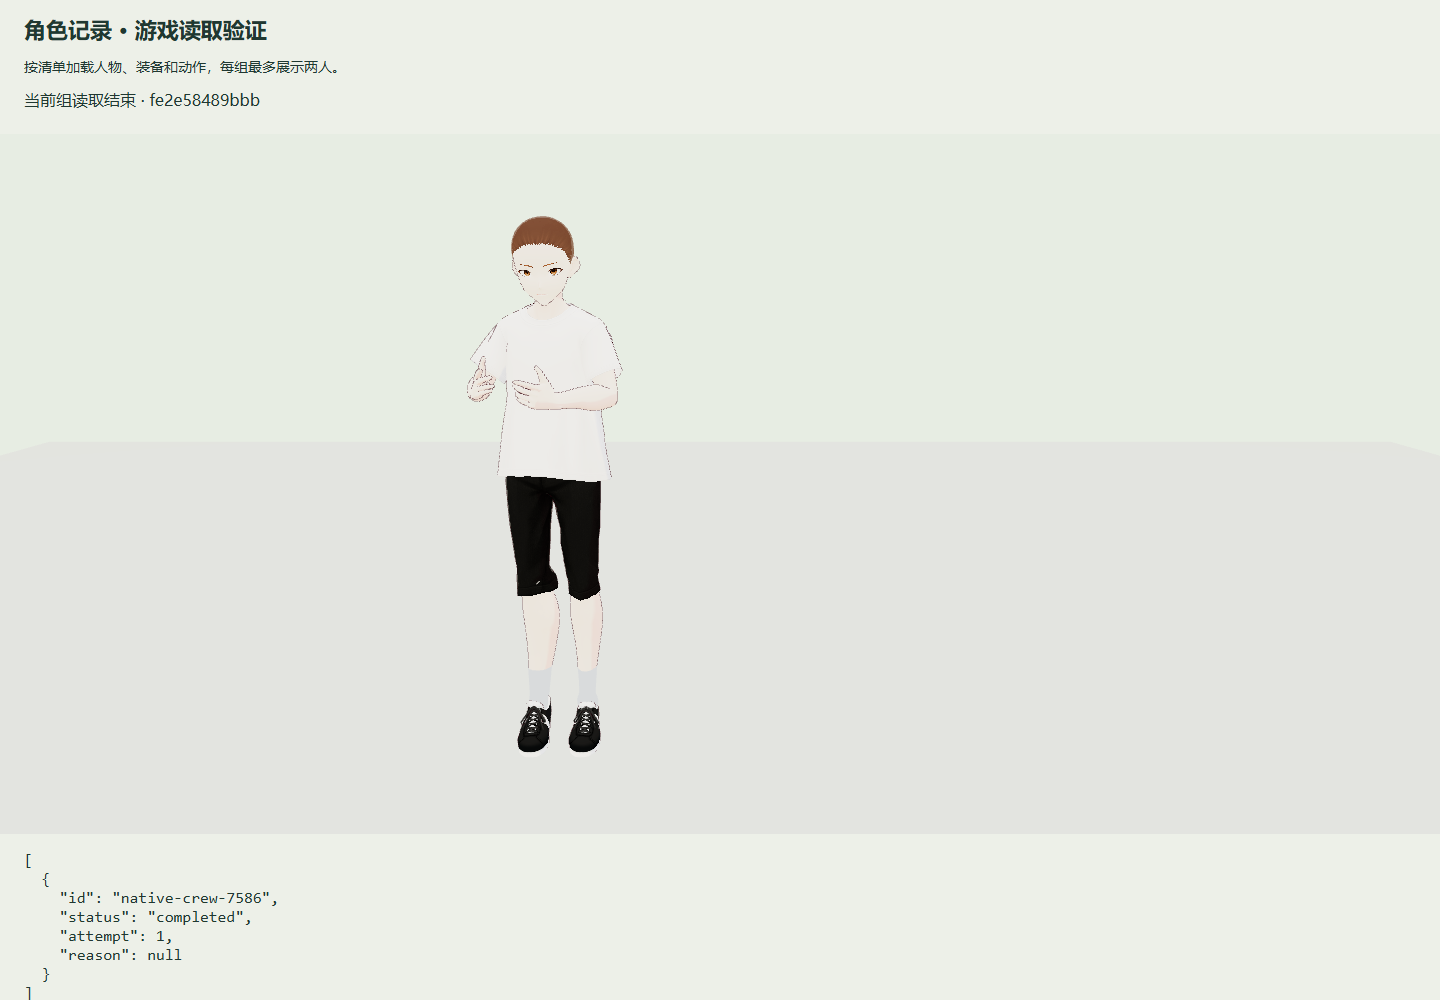 角色记录 • 游戏读取验证
按清单加载人物、装备和动作，每组最多展示两人。
当前组读取结束 · fe2e58489bbb
[
  {
    "id": "native-crew-7586",
    "status": "completed",
    "attempt": 1,
    "reason": null
  }
]